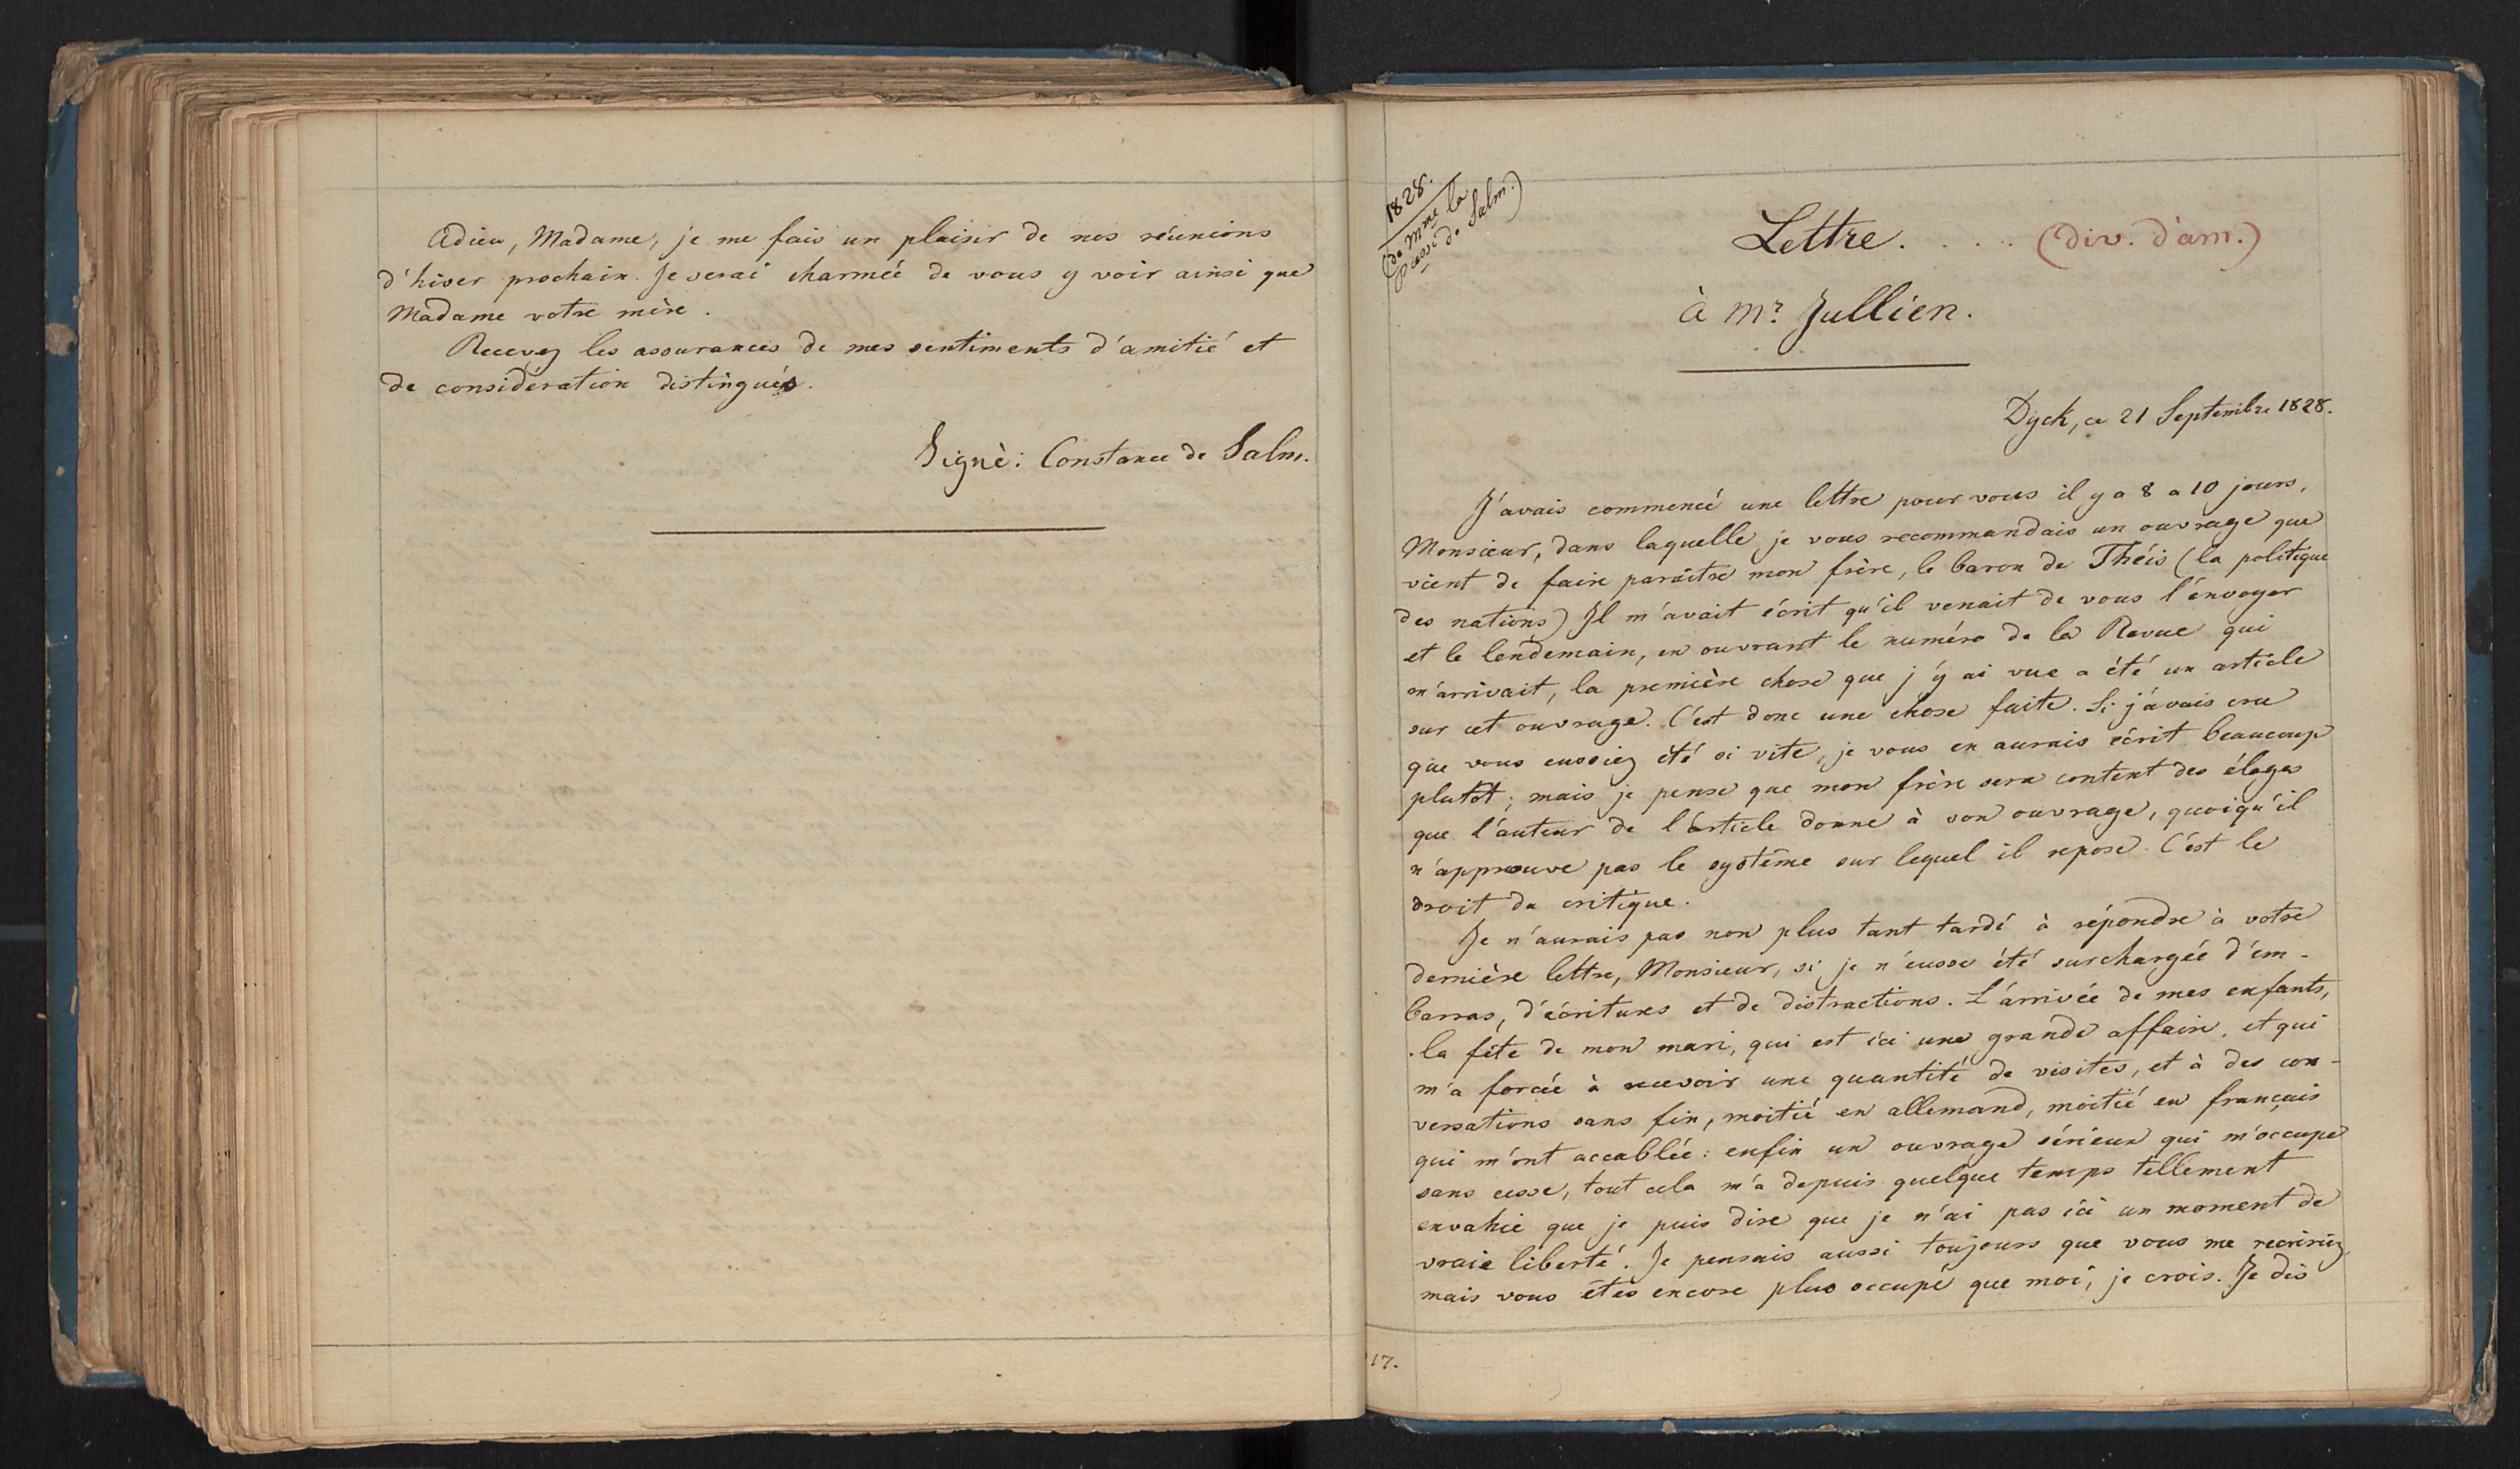 Adieu, Madame, je me fais un plaisir de nos réunions
d'hiver prochain. Je serai charmée de vous y voir ainsi que
Madame votre mère.
Recevez les assurances de mes sentiments d'amitié et
de considération distinguées.
Signè: Constance de Salm.
1828.
(de Mme la
Pcesse de Salm.)
Lettre. . . . . (div. d'am.)
à Mr. Jullien.
Dyck, ce 21 Septembre 1828.
J'avais commencé une lettre pour vous il y a 8 a 10 jours,
Monsieur, dans laquelle je vous recommandais un ouvrage que
vient de faire paraître mon frère, le baron de Théis (la politique
des nations) Il m'avait écrit qu'il venait de vous l'envoyer
et le lendemain, en ouvrant le numéro de la Revue qui
m'arrivait, la première chose que j'y ai vue a été un article
sur cet ouvrage. C'est donc une chose faite. Si j'avais cru
que vous eussiez été si vite, je vous en aurais écrit beaucoup
plutôt; mais je pense que mon frère sera content des éloges
que l'auteur de l'article donne à son ouvrage, quoiqu'il
n'approuve pas le système sur lequel il repose. C'est le
droit du critique.
Je n'aurais pas non plus tant tardé à répondre à votre
dernière lettre, Monsieur, si je n'eusse été surchargée d'em-
barras, d'écritures et de distractions. L'arrivée de mes enfants,
la fête de mon mari, qui est ici une grande affaire, et qui
m'a forcée à recevoir une quantité de visites, et à des con-
versations sans fin, moitié en allemand, moitié en français
qui m'ont accablée: enfin un ouvrage sérieux qui m'occupe
sans cesse, tout cela m'a depuis quelque temps tellement
envahie que je puis dire que je n'ai pas ici un moment de
vraie liberté. Je pensais aussi toujours que vous me recririez,
mais vous êtes encore plus occupé que moi, je crois. Je dis
17.